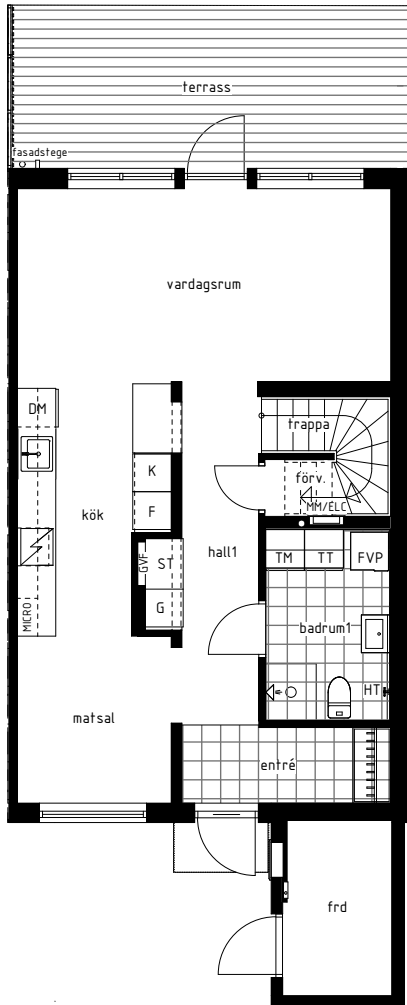 terrass
fasadstege
vardagsrum
DM
trappa
K
förv.
F
MM/ELC
kök
hall1
GVF
ST
TM
TT
FVP
G
MICRO
badrum1
HT
matsal
entré
frd